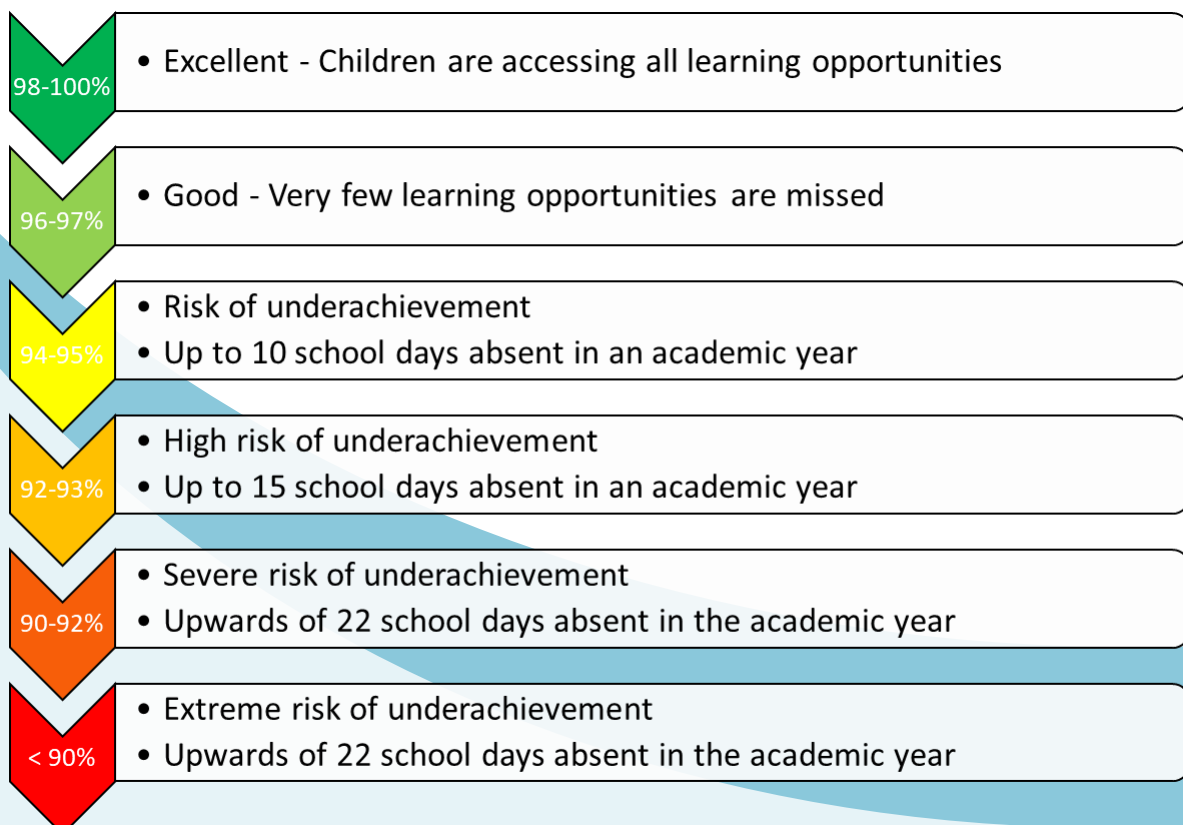 98-100%
• Excellent - Children are accessing all learning opportunities
96-97%
• Good - Very few learning opportunities are missed
94-95%
• Risk of underachievement
• Up to 10 school days absent in an academic year
92-93%
• High risk of underachievement
• Up to 15 school days absent in an academic year
90-92%
• Severe risk of underachievement
• Upwards of 22 school days absent in the academic year
< 90%
• Extreme risk of underachievement
• Upwards of 22 school days absent in the academic year